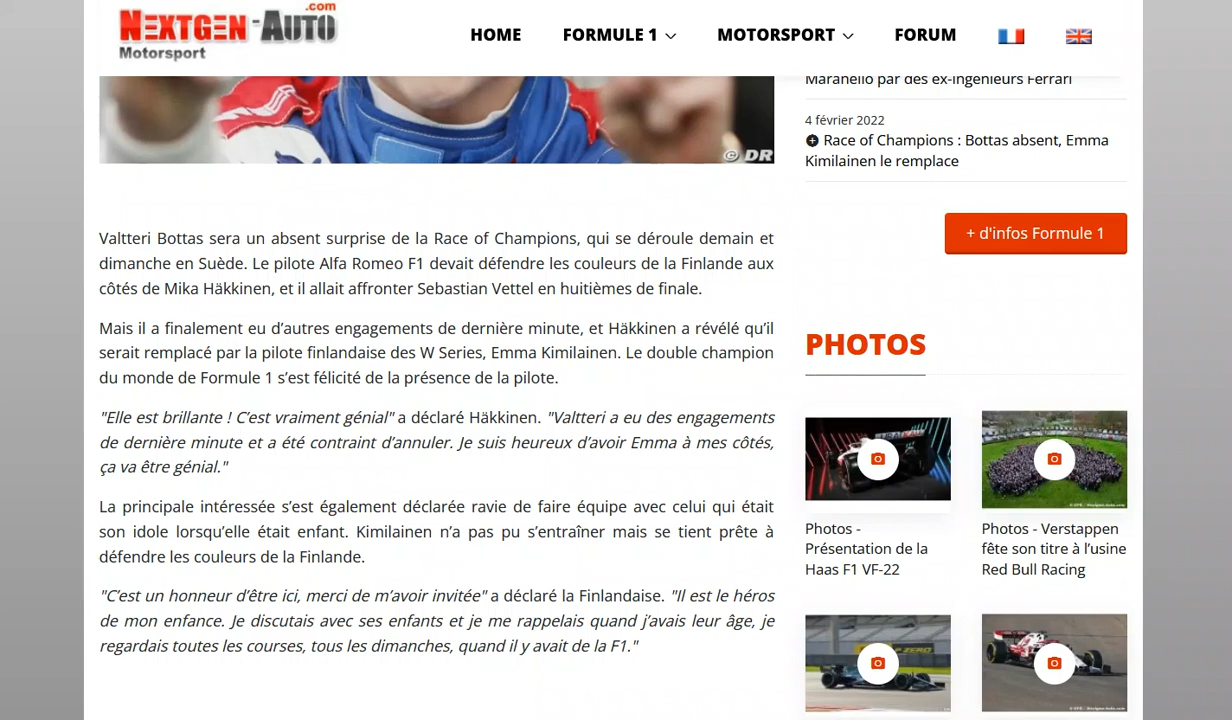 NEXTGEN-AUTO
.com
Motorsport
HOME
FORMULE 1
MOTORSPORT
FORUM
© DR
Valtteri Bottas sera un absent surprise de la Race of Champions, qui se déroule demain et
dimanche en Suède. Le pilote Alfa Romeo F1 devait défendre les couleurs de la Finlande aux
côtés de Mika Häkkinen, et il allait affronter Sebastian Vettel en huitièmes de finale.
Mais il a finalement eu d’autres engagements de dernière minute, et Häkkinen a révélé qu’il
serait remplacé par la pilote finlandaise des W Series, Emma Kimilainen. Le double champion
du monde de Formule 1 s’est félicité de la présence de la pilote.
"Elle est brillante ! C’est vraiment génial" a déclaré Häkkinen. "Valtteri a eu des engagements
de dernière minute et a été contraint d’annuler. Je suis heureux d’avoir Emma à mes côtés,
ça va être génial."
La principale intéressée s’est également déclarée ravie de faire équipe avec celui qui était
son idole lorsqu’elle était enfant. Kimilainen n’a pas pu s’entraîner mais se tient prête à
défendre les couleurs de la Finlande.
"C’est un honneur d’être ici, merci de m’avoir invitée" a déclaré la Finlandaise. "Il est le héros
de mon enfance. Je discutais avec ses enfants et je me rappelais quand j’avais leur âge, je
regardais toutes les courses, tous les dimanches, quand il y avait de la F1."
Maranello par des ex-ingénieurs Ferrari
4 février 2022
Race of Champions : Bottas absent, Emma
Kimilainen le remplace
+ d'infos Formule 1
PHOTOS
Photos -
Présentation de la
Haas F1 VF-22
Photos - Verstappen
fête son titre à l’usine
Red Bull Racing